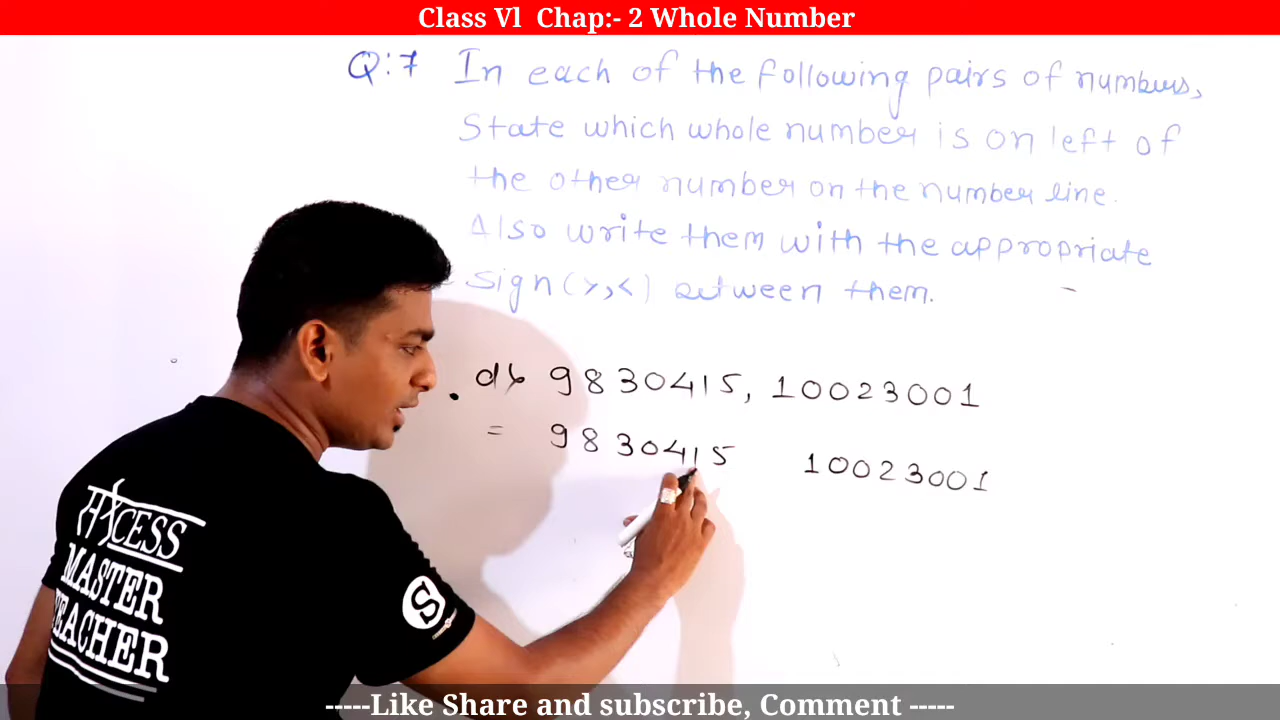 Class Vl Chap:- 2 Whole Number
Q:7 In each of the following pairs of numbers,
State which whole number is on left of
the other number on the number line.
Also write them with the appropriate
Sign (>,<) between them.
d) 9830415, 10023001
= 9830415 10023001
AXCESS
MASTER
TEACHER
S
-----Like Share and subscribe, Comment -----